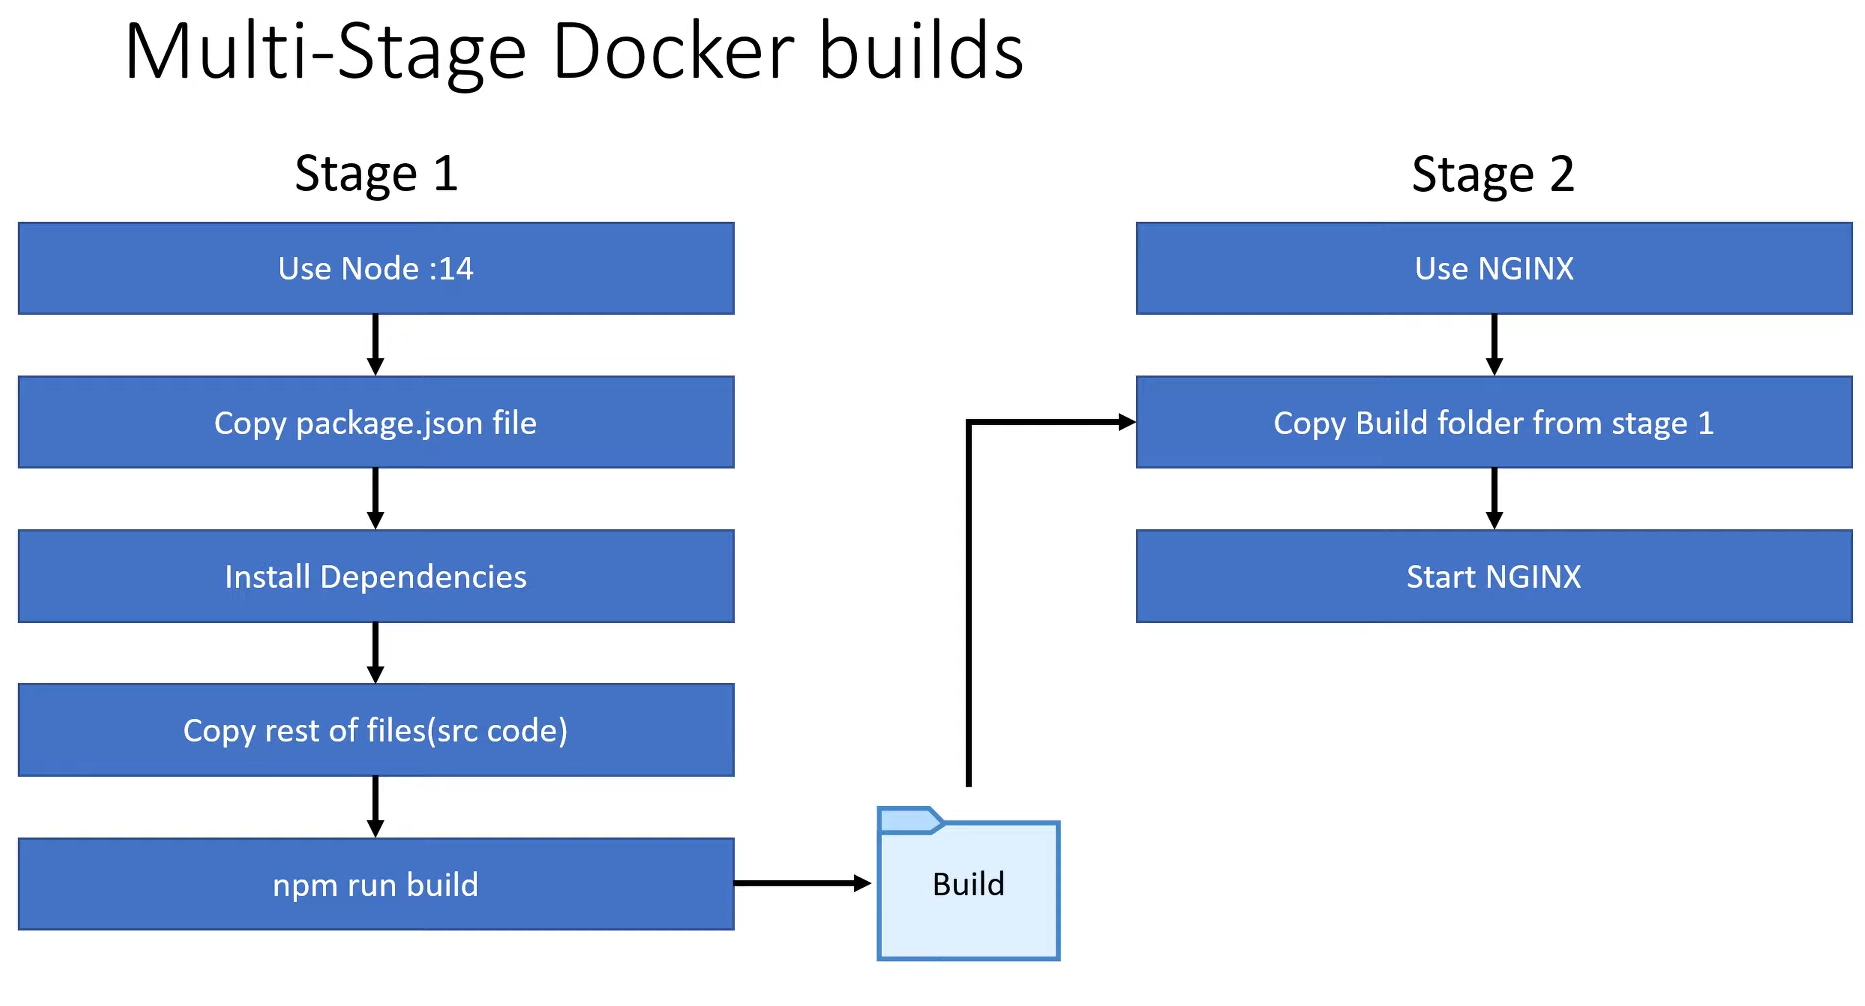 Multi-Stage Docker builds
Stage 1
Use Node :14
Copy package.json file
Install Dependencies
Copy rest of files(src code)
npm run build
Build
Stage 2
Use NGINX
Copy Build folder from stage 1
Start NGINX